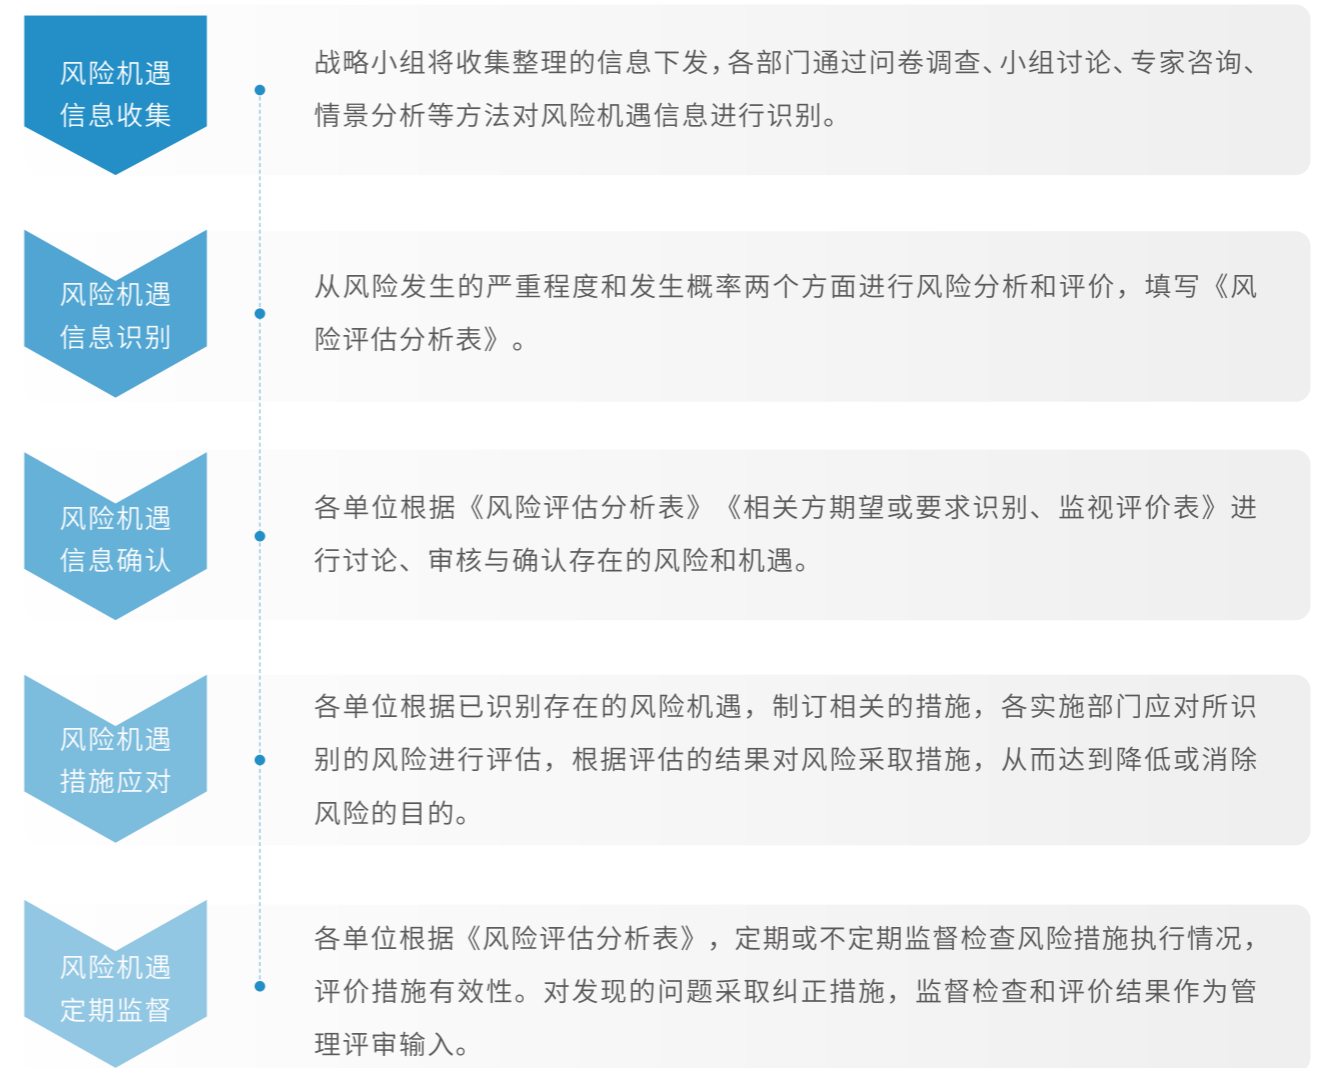 风险机遇
信息收集
战略小组将收集整理的信息下发，各部门通过问卷调查、小组讨论、专家咨询、
情景分析等方法对风险机遇信息进行识别。
风险机遇
信息识别
从风险发生的严重程度和发生概率两个方面进行风险分析和评价，填写《风
险评估分析表》。
风险机遇
信息确认
各单位根据《风险评估分析表》《相关方期望或要求识别、监视评价表》进
行讨论、审核与确认存在的风险和机遇。
风险机遇
措施应对
各单位根据已识别存在的风险机遇，制订相关的措施，各实施部门应对所识
别的风险进行评估，根据评估的结果对风险采取措施，从而达到降低或消除
风险的目的。
风险机遇
定期监督
各单位根据《风险评估分析表》，定期或不定期监督检查风险措施执行情况，
评价措施有效性。对发现的问题采取纠正措施，监督检查和评价结果作为管
理评审输入。